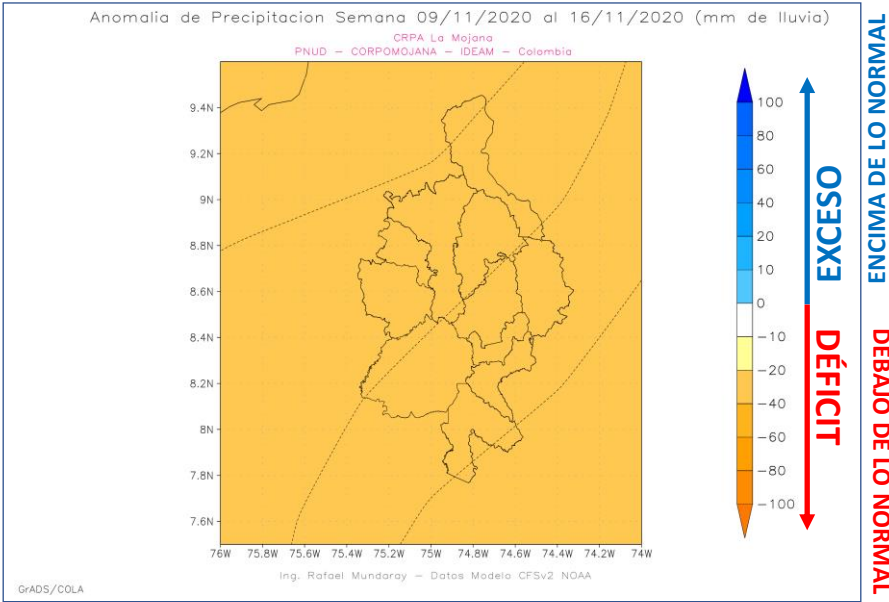 Anomalia de Precipitacion Semana 09/11/2020 al 16/11/2020 (mm de lluvia)
CRPA La Mojana
PNUD – CORPOMOJANA – IDEAM – Colombia
9.4N
9.2N
9N
8.8N
8.6N
8.4N
8.2N
8N
7.8N
7.6N
76W 75.8W 75.6W 75.4W 75.2W 75W 74.8W 74.6W 74.4W 74.2W 74W
100
80
60
40
20
10
0
−10
−20
−40
−60
−80
−100
EXCESO
DÉFICIT
ENCIMA DE LO NORMAL
DEBAJO DE LO NORMAL
Ing. Rafael Mundaray – Datos Modelo CFSv2 NOAA
GrADS/COLA